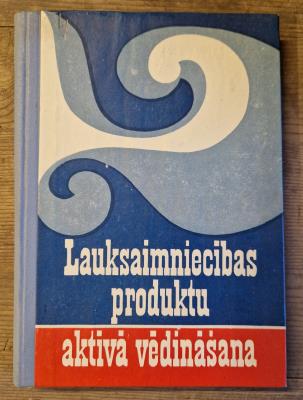 Lauksaimniecības
produktu
aktīvā vēdināšana